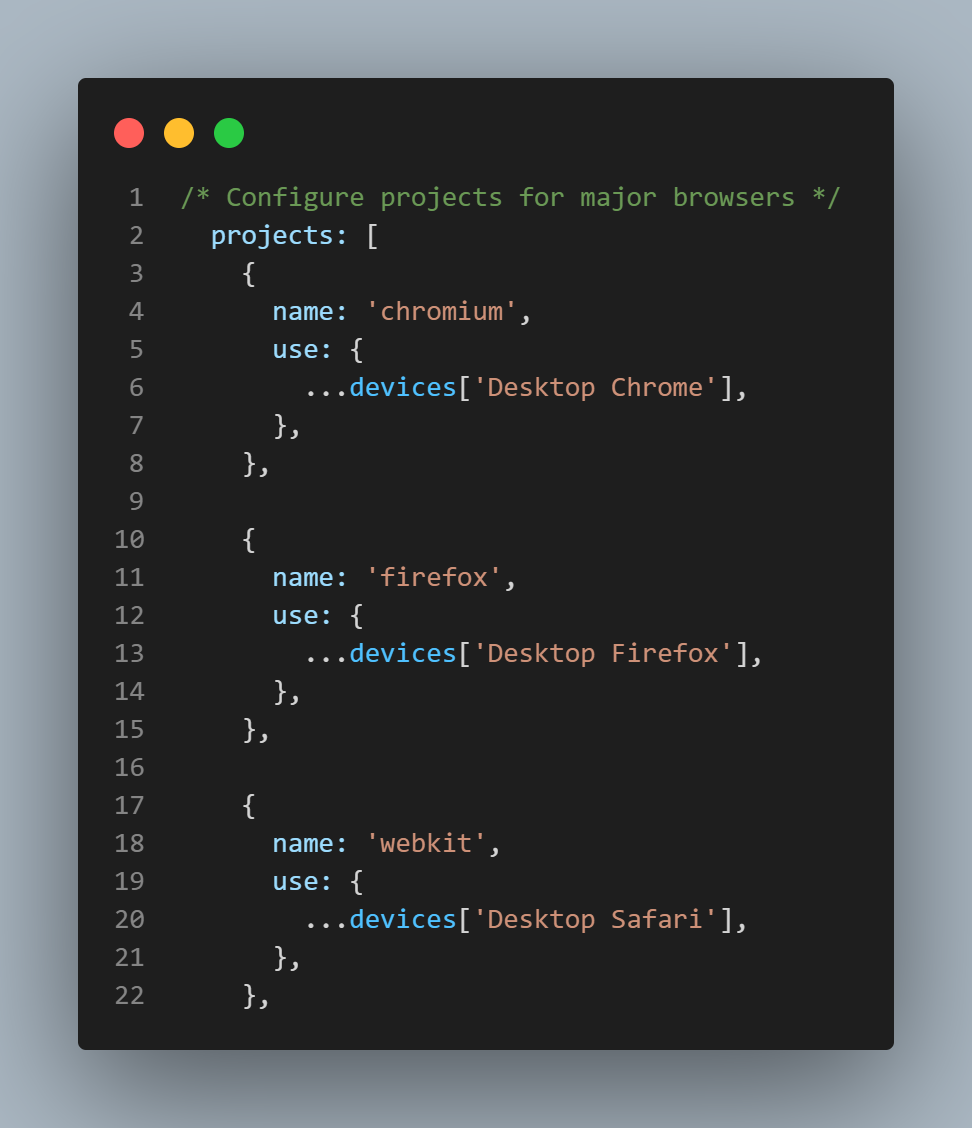 1 /* Configure projects for major browsers */
2   projects: [
3     {
4       name: 'chromium',
5       use: {
6         ...devices['Desktop Chrome'],
7       },
8     },
9
10     {
11       name: 'firefox',
12       use: {
13         ...devices['Desktop Firefox'],
14       },
15     },
16
17     {
18       name: 'webkit',
19       use: {
20         ...devices['Desktop Safari'],
21       },
22     },